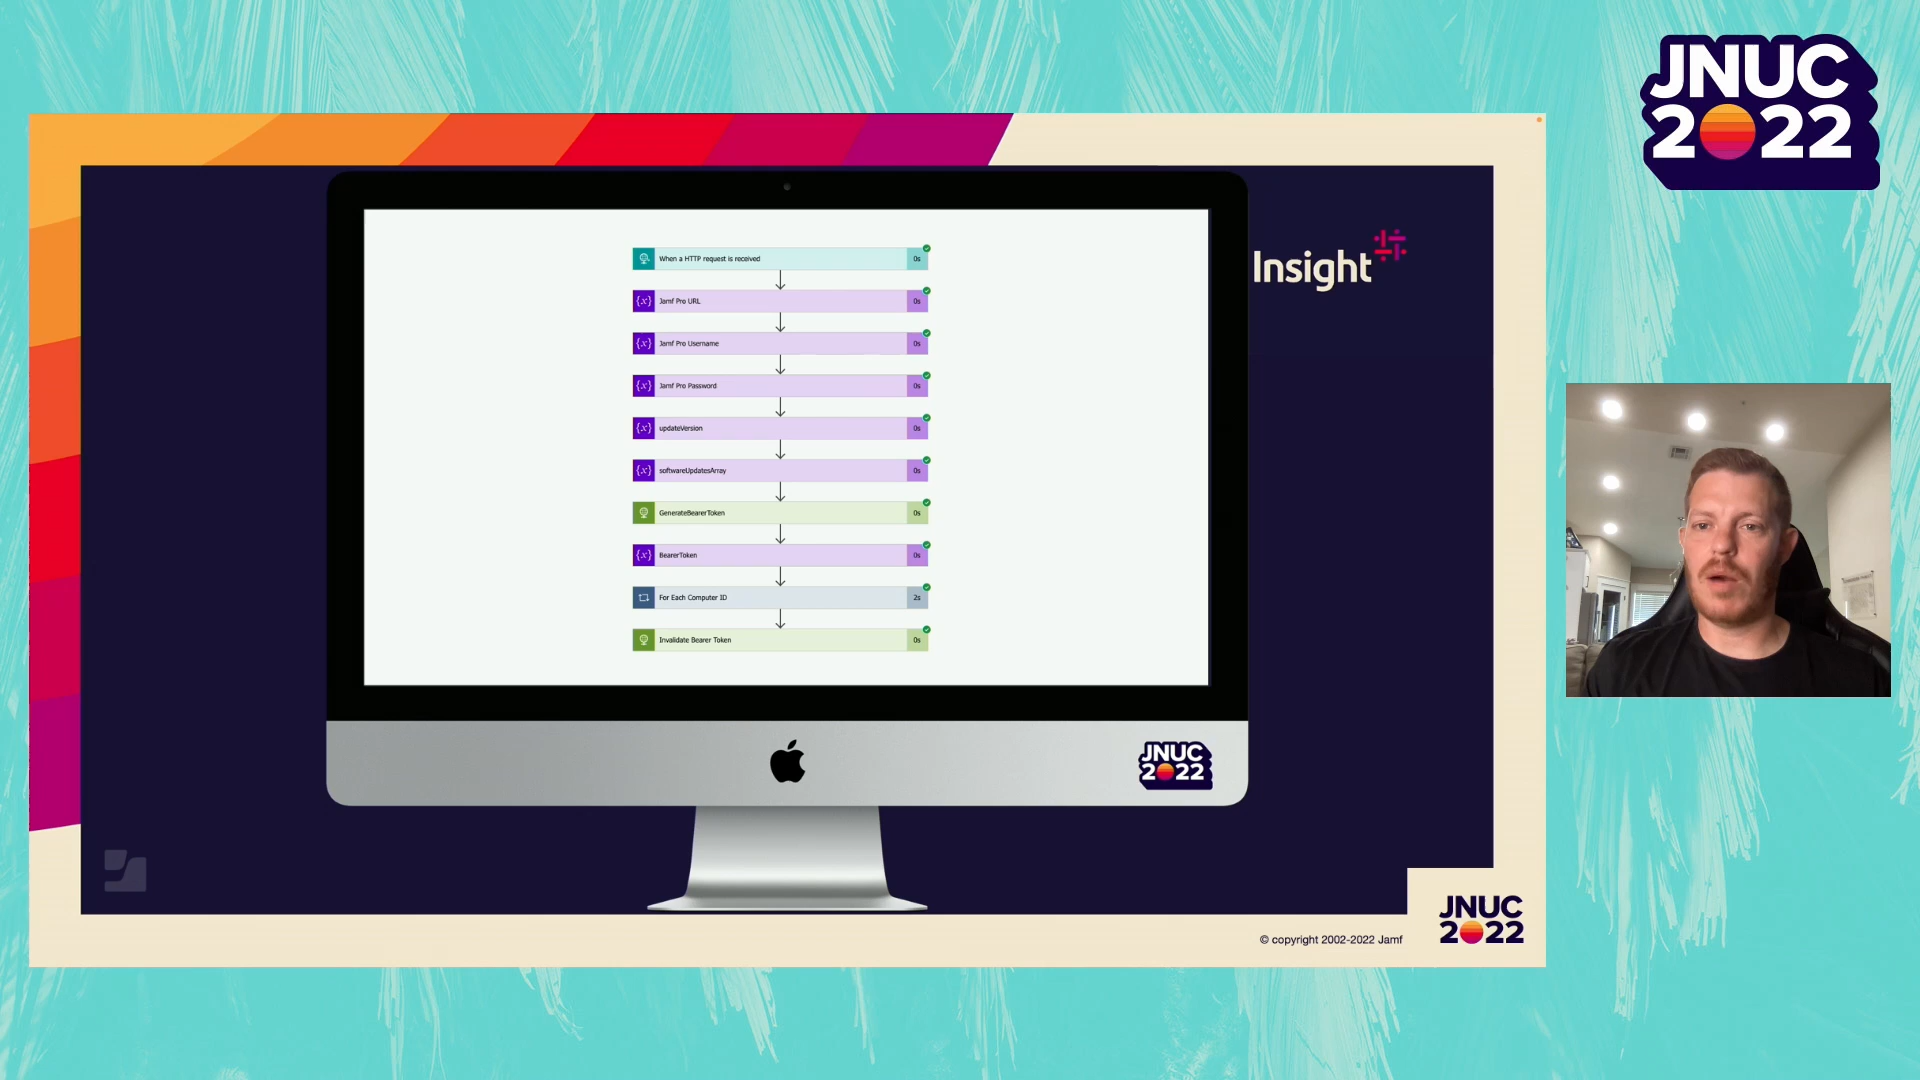 JNUC
2022
When a HTTP request is received
0s
{x}
Jamf Pro URL
0s
{x}
Jamf Pro Username
0s
{x}
Jamf Pro Password
0s
{x}
updateVersion
0s
{x}
softwareUpdatesArray
0s
GenerateBearerToken
0s
{x}
BearerToken
0s
For Each Computer ID
2s
Invalidate Bearer Token
0s
Insight
JNUC
2022
© copyright 2002-2022 Jamf
JNUC
2022